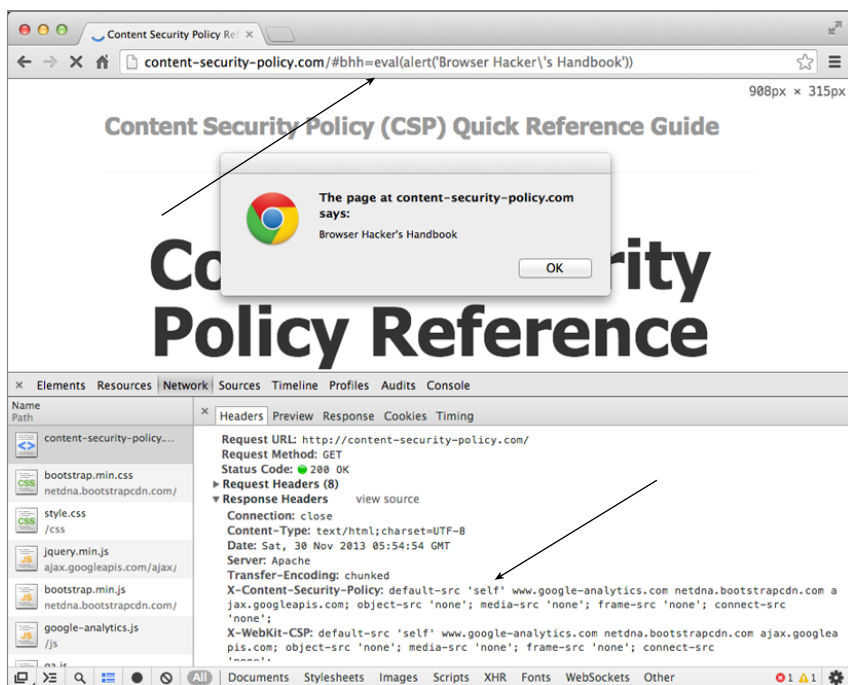 Content Security Policy Ref ×
content-security-policy.com/#bhh=eval(alert('Browser Hacker\'s Handbook'))
908px × 315px
Content Security Policy (CSP) Quick Reference Guide
The page at content-security-policy.com
says:
Browser Hacker's Handbook
OK
Co rity
Policy Reference
× Elements Resources Network Sources Timeline Profiles Audits Console
Name
Path
× Headers Preview Response Cookies Timing
content-security-policy....
bootstrap.min.css
netdna.bootstrapcdn.com/
style.css
/css
jquery.min.js
ajax.googleapis.com/ajax/
bootstrap.min.js
netdna.bootstrapcdn.com/
google-analytics.js
/js
ga.js
Request URL: http://content-security-policy.com/
Request Method: GET
Status Code: 200 OK
Request Headers (8)
Response Headers view source
Connection: close
Content-Type: text/html;charset=UTF-8
Date: Sat, 30 Nov 2013 05:54:54 GMT
Server: Apache
Transfer-Encoding: chunked
X-Content-Security-Policy: default-src 'self' www.google-analytics.com netdna.bootstrapcdn.com a
jax.googleapis.com; object-src 'none'; media-src 'none'; frame-src 'none'; connect-src
'none';
X-WebKit-CSP: default-src 'self' www.google-analytics.com netdna.bootstrapcdn.com ajax.googlea
pis.com; object-src 'none'; media-src 'none'; frame-src 'none'; connect-src
'none';
All Documents Stylesheets Images Scripts XHR Fonts WebSockets Other 1 1